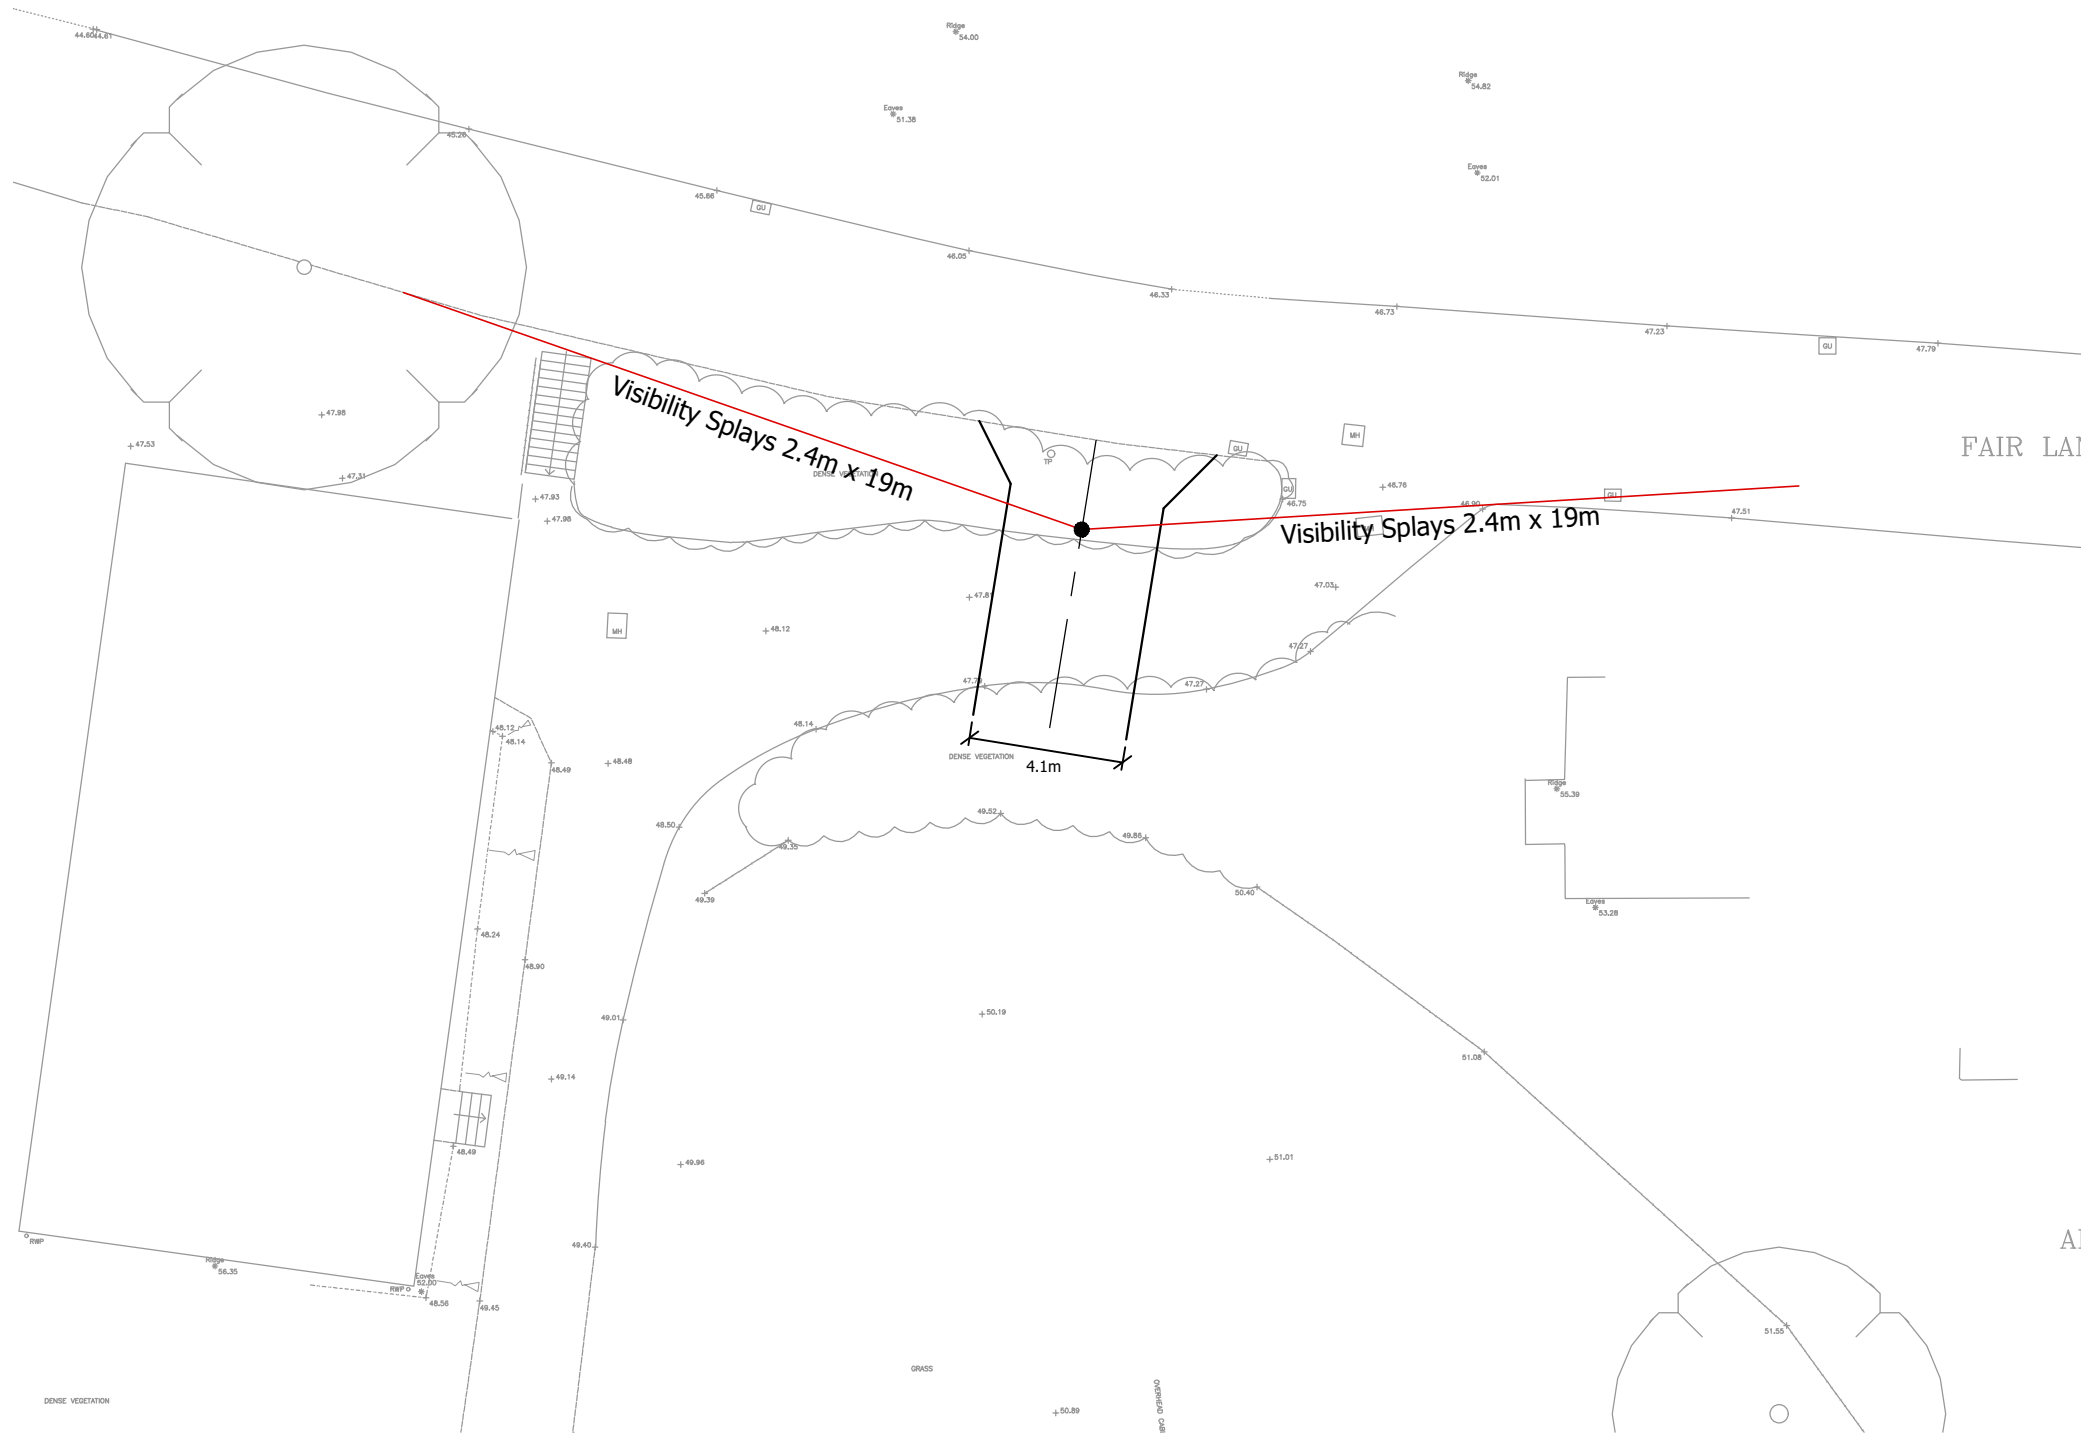 Ridge
54.00
44.60
44.61
Ridge
54.82
Eaves
51.38
45.26
Eaves
52.01
45.66
GU
46.05
46.33
46.73
47.23
GU
47.79
Visibility Splays 2.4m x 19m
47.98
47.53
MH
FAIR LAN
GU
TP
DENSE VEGETATION
47.31
46.76
GU
46.75
47.93
46.90
GU
47.51
47.98
Visibility Splays 2.4m x 19m
47.03
47.81
48.12
MH
47.27
47.27
48.14
48.12
48.14
DENSE VEGETATION
4.1m
48.49
48.48
Ridge
55.39
48.50
49.52
49.86
49.35
50.40
49.39
Eaves
53.28
48.24
48.90
49.01
50.19
51.08
49.14
48.49
49.96
51.01
RWP
49.40
Ridge
56.35
Eaves
52.00
RWP
48.56
49.45
51.55
GRASS
DENSE VEGETATION
50.89
OVERHEAD